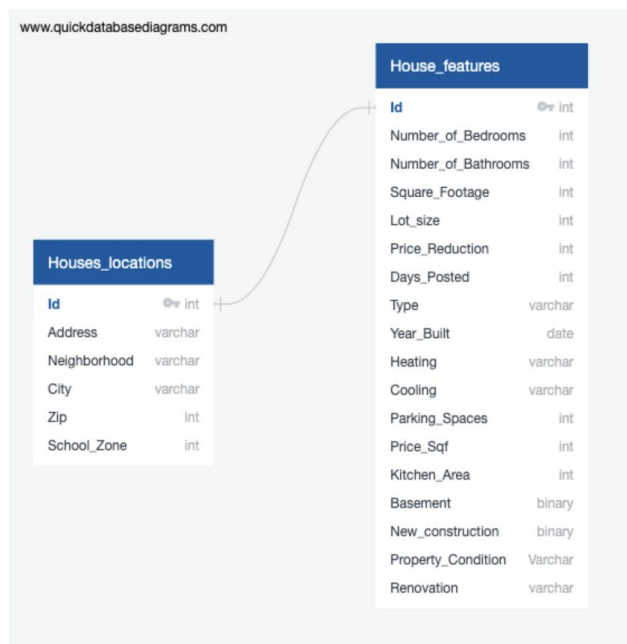 www.quickdatabasediagrams.com
House_features
Id int
Number_of_Bedrooms int
Number_of_Bathrooms int
Square_Footage int
Lot_size int
Price_Reduction int
Days_Posted int
Type varchar
Year_Built date
Heating varchar
Cooling varchar
Parking_Spaces int
Price_Sqf int
Kitchen_Area int
Basement binary
New_construction binary
Property_Condition Varchar
Renovation varchar
Houses_locations
Id int
Address varchar
Neighborhood varchar
City varchar
Zip int
School_Zone int